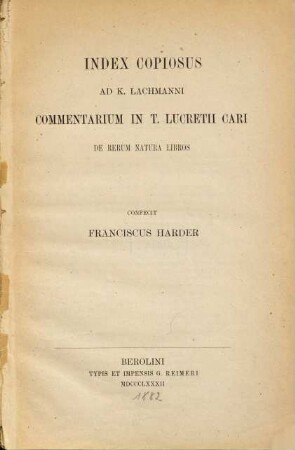 INDEX COPIOSUS
AD K. LACHMANNI
COMMENTARIUM IN T. LUCRETII CARI
DE RERUM NATURA LIBROS
CONFECIT
FRANCISCUS HARDER
BEROLINI
TYPIS ET IMPENSIS G. REIMERI
MDCCCLXXXII
1882